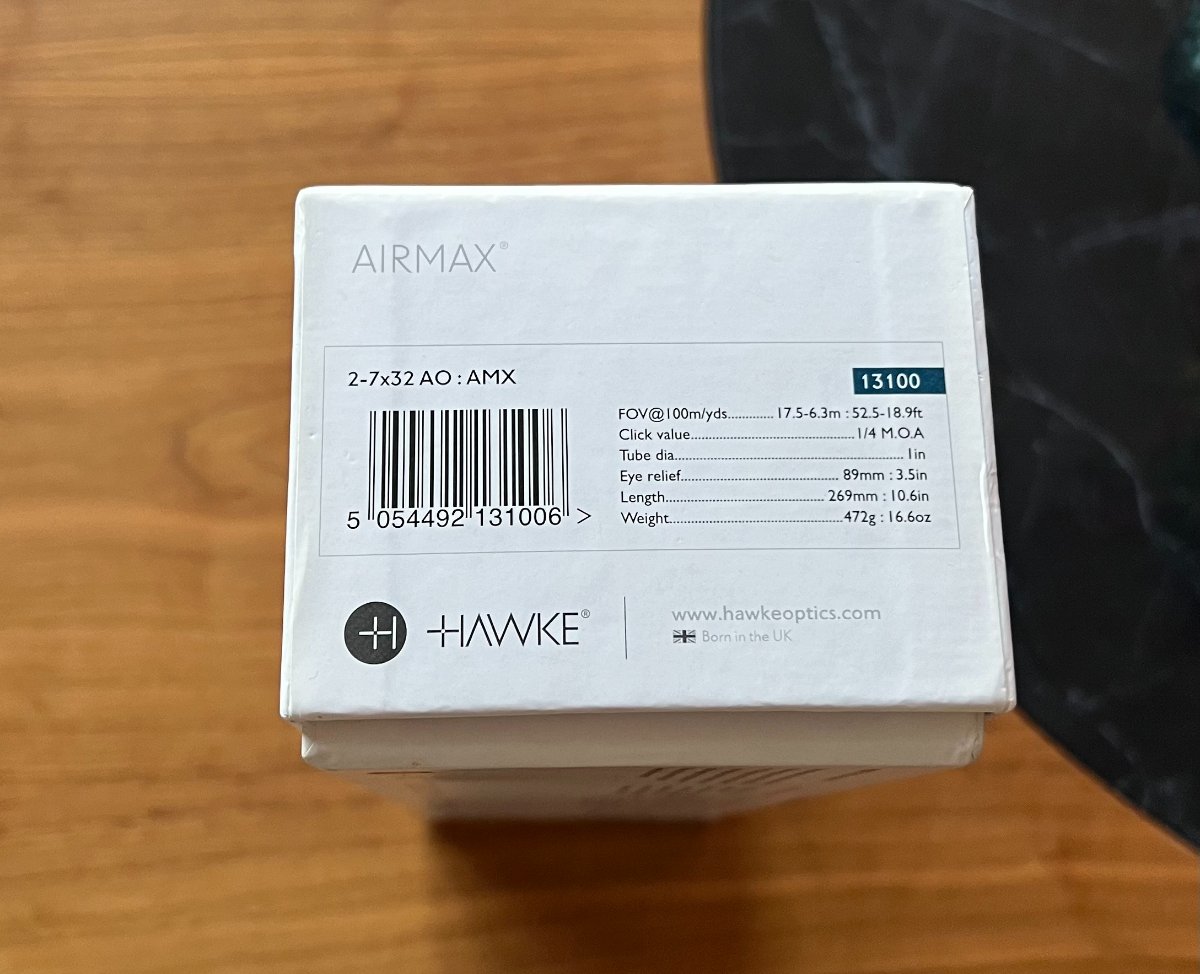 AIRMAX®
2-7x32 AO : AMX
13100
FOV@100m/yds............. 17.5-6.3m : 52.5-18.9ft
Click value.................................................. 1/4 M.O.A
Tube dia....................................................................... 1in
Eye relief................................................. 89mm : 3.5in
Length.................................................. 269mm : 10.6in
Weight...................................................... 472g : 16.6oz
5 054492 131006 >
HAWKE®
www.hawkeoptics.com
Born in the UK